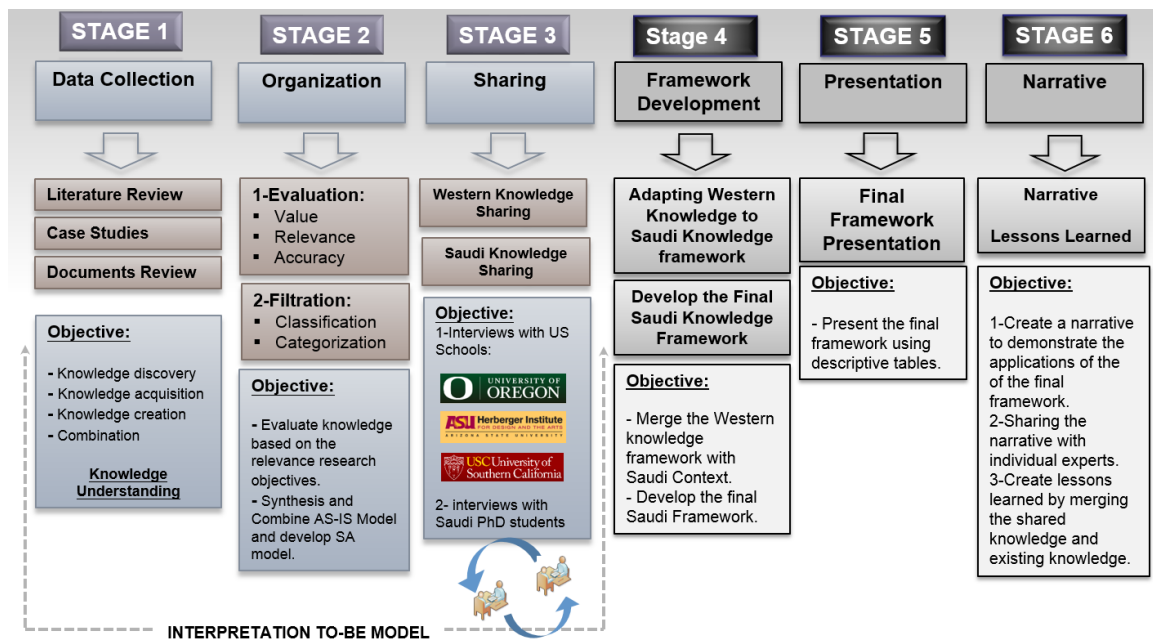 STAGE 1
Data Collection
Literature Review
Case Studies
Documents Review
Objective:
- Knowledge discovery
- Knowledge acquisition
- Knowledge creation
- Combination
Knowledge
Understanding
STAGE 2
Organization
1-Evaluation:
▪ Value
▪ Relevance
▪ Accuracy
2-Filtration:
▪ Classification
▪ Categorization
Objective:
- Evaluate knowledge
based on the
relevance research
objectives.
- Synthesis and
Combine AS-IS Model
and develop SA
model.
STAGE 3
Sharing
Western Knowledge
Sharing
Saudi Knowledge
Sharing
Objective:
1-Interviews with US
Schools:
O UNIVERSITY OF
OREGON
ASU Herberger Institute
FOR DESIGN AND THE ARTS
ARIZONA STATE UNIVERSITY
USC University of
Southern California
2- interviews with
Saudi PhD students
INTERPRETATION TO-BE MODEL
Stage 4
Framework
Development
Adapting Western
Knowledge to
Saudi Knowledge
framework
Develop the Final
Saudi Knowledge
Framework
Objective:
- Merge the Western
knowledge
framework with
Saudi Context.
- Develop the final
Saudi Framework.
STAGE 5
Presentation
Final
Framework
Presentation
Objective:
- Present the final
framework using
descriptive tables.
STAGE 6
Narrative
Narrative
Lessons Learned
Objective:
1-Create a narrative
to demonstrate the
applications of the
of the final
framework.
2-Sharing the
narrative with
individual experts.
3-Create lessons
learned by merging
the shared
knowledge and
existing knowledge.